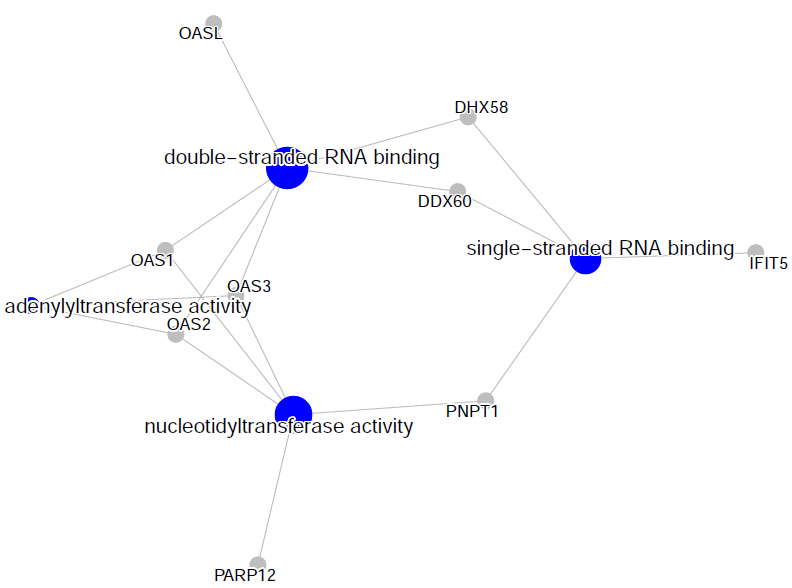 OASL
DHX58
double−stranded RNA binding
DDX60
single−stranded RNA binding
OAS1
IFIT5
OAS3
adenylyltransferase activity
OAS2
PNPT1
nucleotidyltransferase activity
PARP12